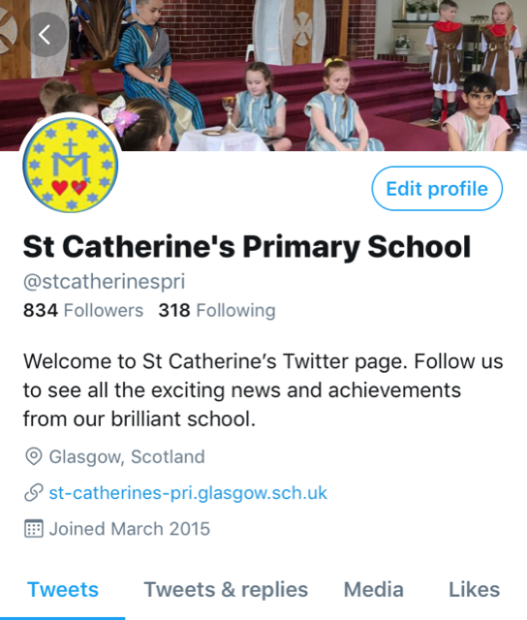 Edit profile
St Catherine's Primary School
@stcatherinespri
834 Followers 318 Following
Welcome to St Catherine's Twitter page. Follow us
to see all the exciting news and achievements
from our brilliant school.
Glasgow, Scotland
st-catherines-pri.glasgow.sch.uk
Joined March 2015
Tweets Tweets & replies Media Likes